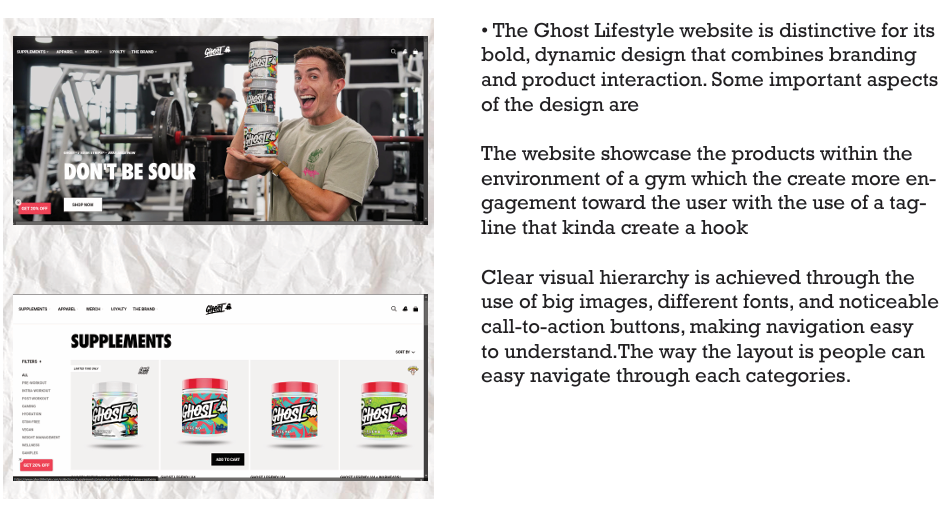 SUPPLEMENTS APPAREL MERCH LOYALTY THE BRAND
GHOST
DON'T BE SOUR
SHOP NOW
GET 20% OFF
SUPPLEMENTS APPAREL MERCH LOYALTY THE BRAND
GHOST
SUPPLEMENTS
SORT BY
FILTERS
ALL
PRE-WORKOUT
INTRA-WORKOUT
POST-WORKOUT
GAMING
HYDRATION
STIM-FREE
VEGAN
WEIGHT MANAGEMENT
WELLNESS
SAMPLES
GET 20% OFF
LIMITED TIME ONLY
GHOST
GHOST
GHOST
GHOST
ADD TO CART
• The Ghost Lifestyle website is distinctive for its
bold, dynamic design that combines branding
and product interaction. Some important aspects
of the design are
The website showcase the products within the
environment of a gym which the create more en-
gagement toward the user with the use of a tag-
line that kinda create a hook
Clear visual hierarchy is achieved through the
use of big images, different fonts, and noticeable
call-to-action buttons, making navigation easy
to understand.The way the layout is people can
easy navigate through each categories.